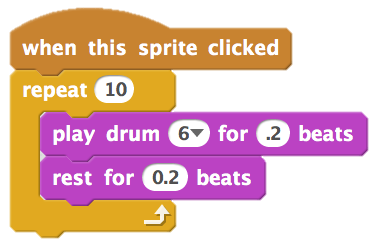 when this sprite clicked
repeat 10
play drum 6 for .2 beats
rest for 0.2 beats